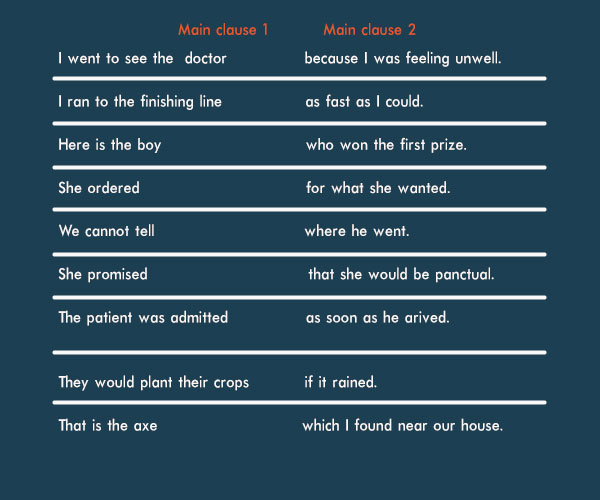 Main clause 1 Main clause 2
I went to see the doctor because I was feeling unwell.
I ran to the finishing line as fast as I could.
Here is the boy who won the first prize.
She ordered for what she wanted.
We cannot tell where he went.
She promised that she would be panctual.
The patient was admitted as soon as he arived.
They would plant their crops if it rained.
That is the axe which I found near our house.